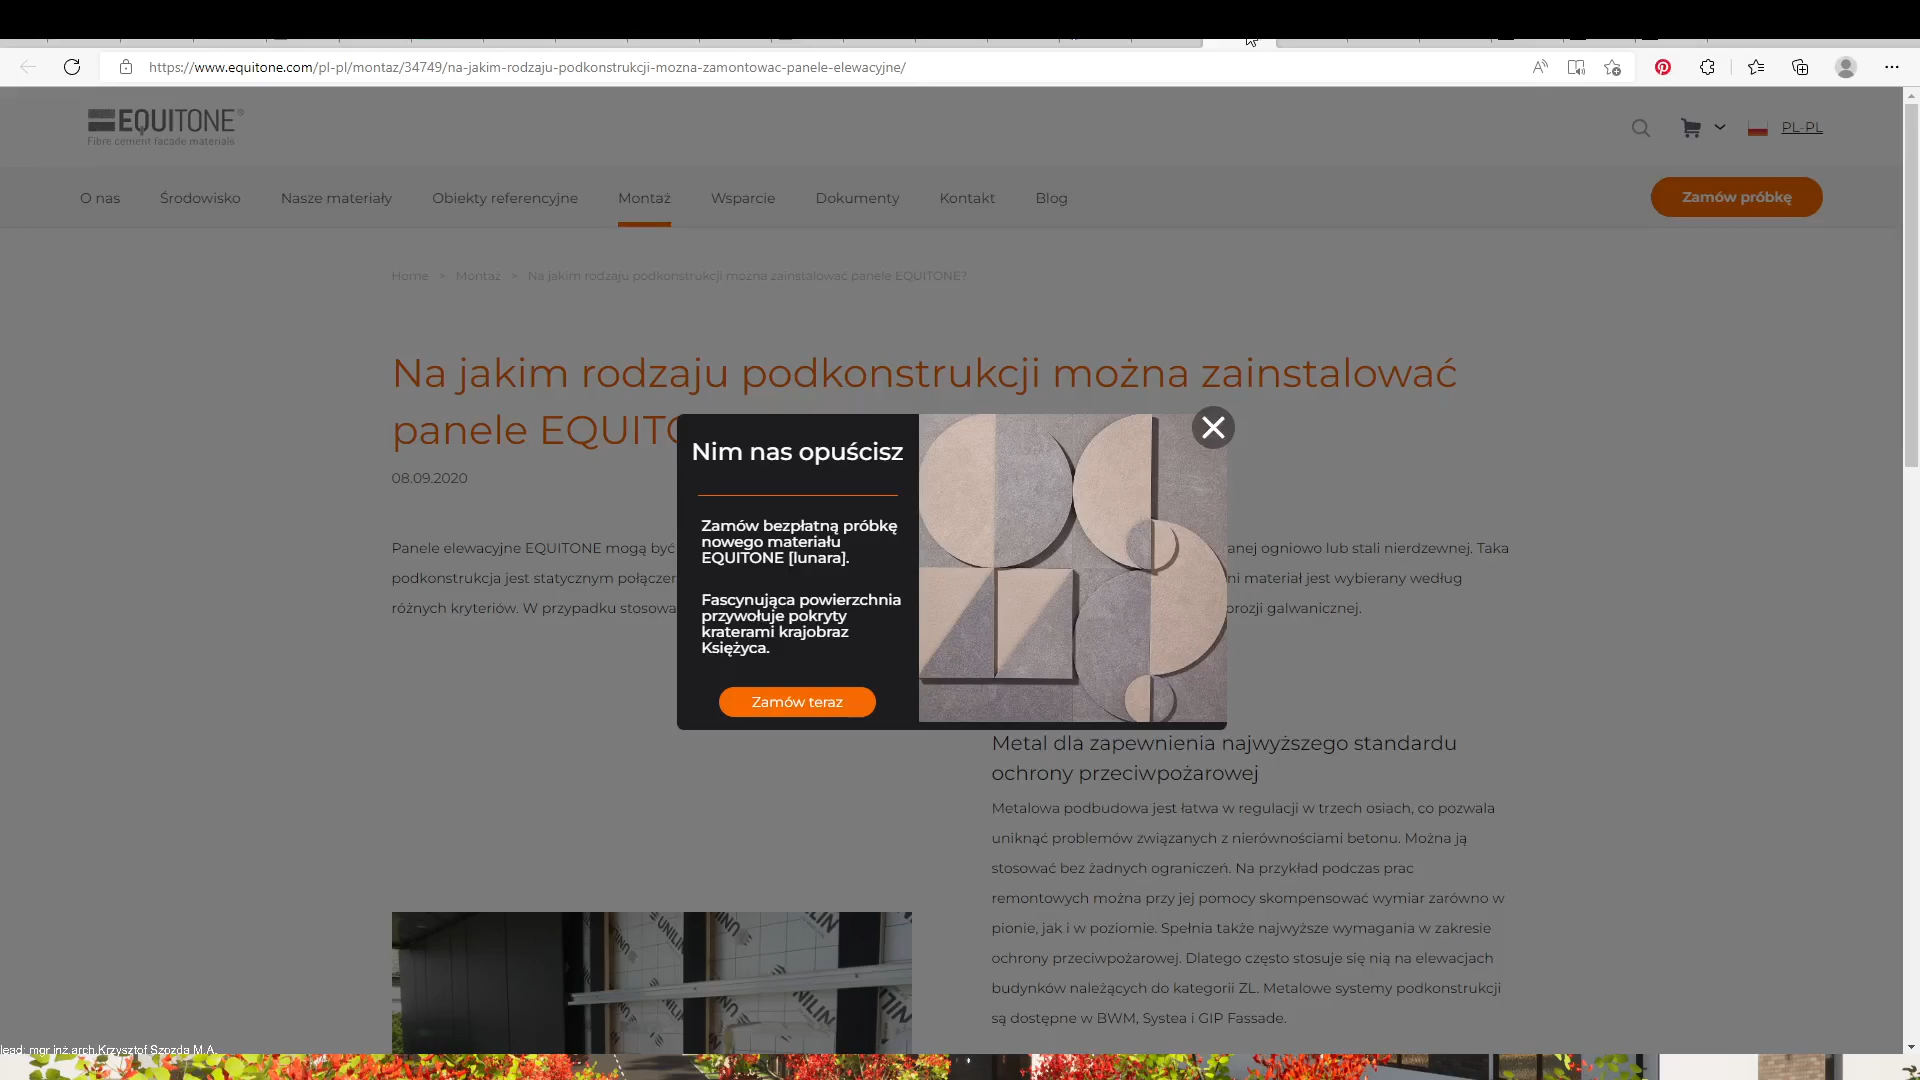 https://www.equitone.com/pl-pl/montaz/34749/na-jakim-rodzaju-podkonstrukcji-mozna-zamontowac-panele-elewacyjne/
EQUITONE
Fibre cement facade materials
PL-PL
O nas
Środowisko
Nasze materiały
Obiekty referencyjne
Montaż
Wsparcie
Dokumenty
Kontakt
Blog
Zamów próbkę
Home > Montaż > Na jakim rodzaju podkonstrukcji można zainstalować panele EQUITONE?
Na jakim rodzaju podkonstrukcji można zainstalować
panele
08.09.2020
Panele elewacyjne EQUITONE mogą być
ogniowo lub stali nierdzewnej. Taka
podkonstrukcja jest statycznym
materiał jest wybierany według
różnych kryteriów. W przypadku
galwanicznej.
Nim nas opuścisz
Zamów bezpłatną próbkę
nowego materiału
EQUITONE [lunara].
Fascynująca powierzchnia
przywołuje pokryty
kraterami krajobraz
Księżyca.
Zamów teraz
Metal dla zapewnienia najwyższego standardu
ochrony przeciwpożarowej
Metalowa podbudowa jest łatwa w regulacji w trzech osiach, co pozwala
uniknąć problemów związanych z nierównościami betonu. Można ją
stosować bez żadnych ograniczeń. Na przykład podczas prac
remontowych można przy jej pomocy skompensować wymiar zarówno w
pionie, jak i w poziomie. Spełnia także najwyższe wymagania w zakresie
ochrony przeciwpożarowej. Dlatego często stosuje się nią na elewacjach
budynków należących do kategorii ZL. Metalowe systemy podkonstrukcji
są dostępne w BWM, Systea i GIP Fassade.
UNILIN
lead: mgr inż.arch.Krzysztof Szozda M.A.